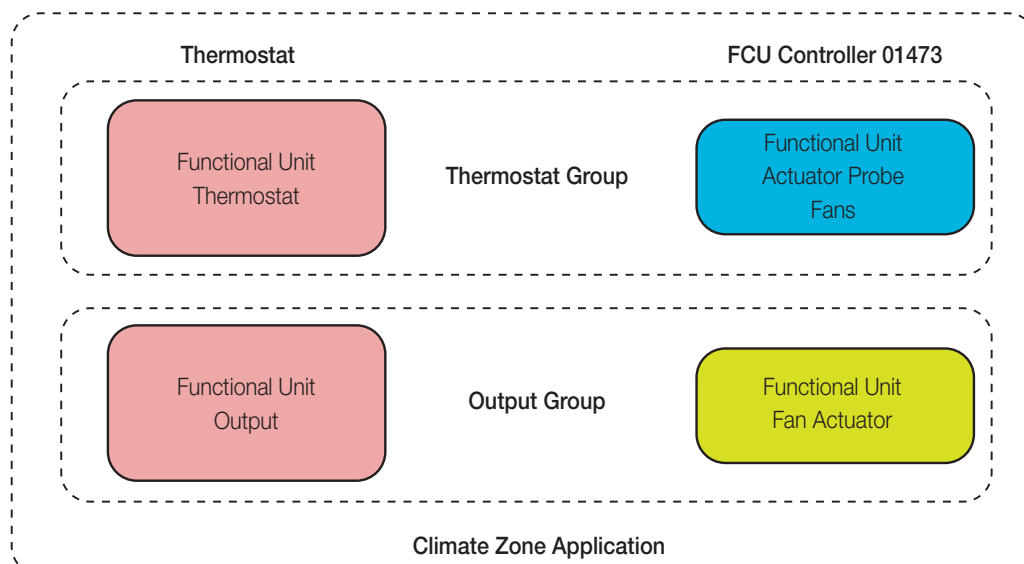 Thermostat
FCU Controller 01473
Functional Unit
Thermostat
Thermostat Group
Functional Unit
Actuator Probe
Fans
Functional Unit
Output
Output Group
Functional Unit
Fan Actuator
Climate Zone Application